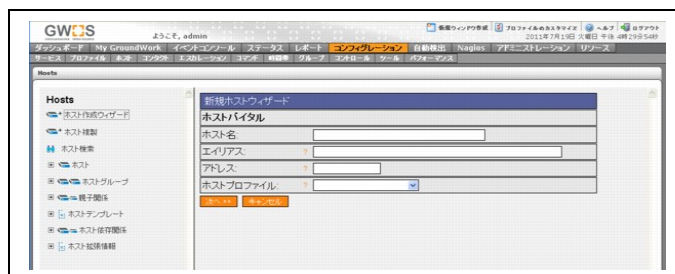 GWOS
ようこそ, admin
新規ウィンドウ作成 プロファイルのカスタマイズ ヘルプ ログアウト
2011年7月19日 火曜日 午後 4時29分54秒
ダッシュボード My GroundWork イベントコンソール ステータス レポート コンフィグレーション 自動検出 Nagios アドミニストレーション リソース
サービス プロファイル ホスト コンタクト エスカレーション コマンド 時間帯 グループ コントロール ツール パフォーマンス
Hosts
Hosts
ホスト作成ウィザード
ホスト複製
ホスト検索
ホスト
ホストグループ
親子関係
ホストテンプレート
ホスト依存関係
ホスト拡張情報
新規ホストウィザード
ホストバイタル
ホスト名:
エイリアス: ?
アドレス: ?
ホストプロファイル: ?
次へ >> キャンセル